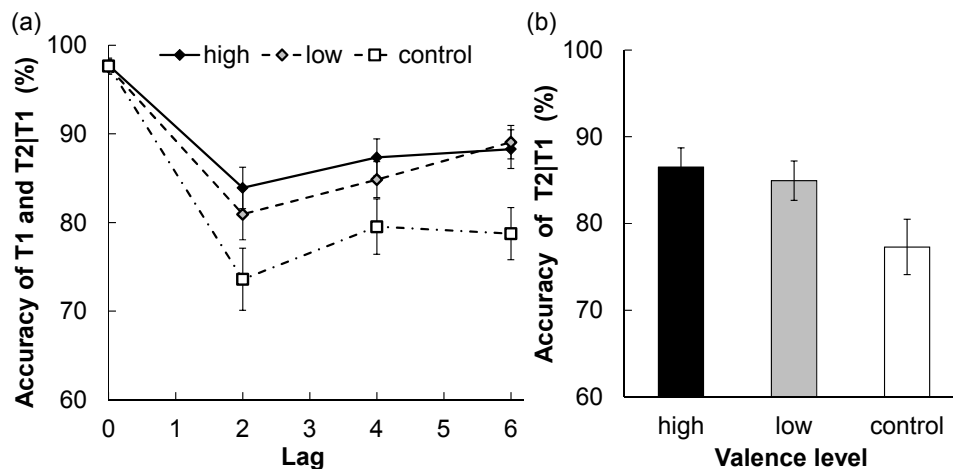 (a)
high
low
control
Accuracy of T1 and T2|T1 (%)
100
90
80
70
60
0
1
2
3
4
5
6
Lag
(b)
Accuracy of T2|T1 (%)
100
90
80
70
60
high
low
control
Valence level